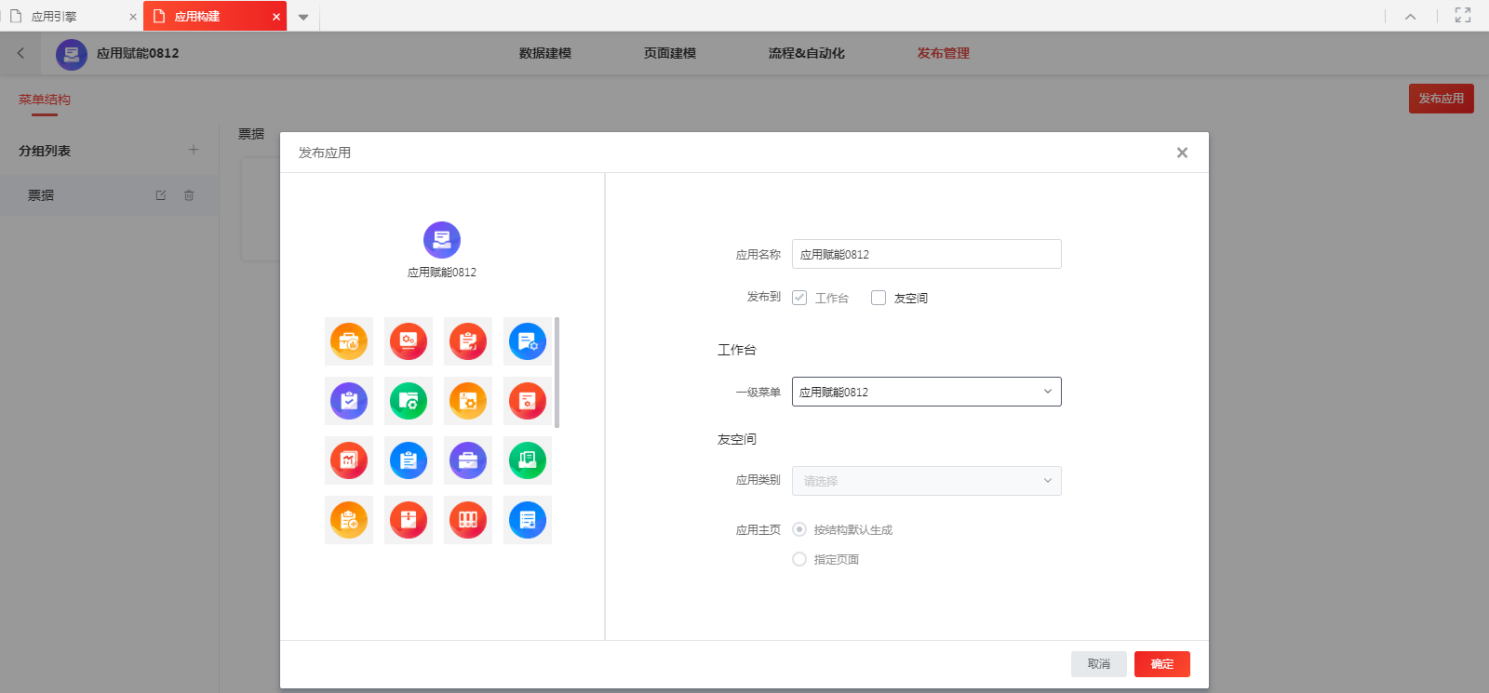 应用引擎
应用构建
应用赋能0812
数据建模
页面建模
流程&自动化
发布管理
菜单结构
发布应用
分组列表
票据
票据
发布应用
应用赋能0812
应用名称
应用赋能0812
发布到
工作台
友空间
工作台
一级菜单
应用赋能0812
友空间
应用类别
请选择
应用主页
按结构默认生成
指定页面
取消
确定